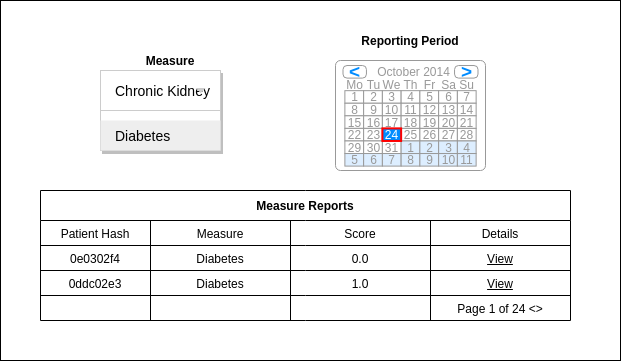 Reporting Period
Measure
Chronic Kidney
Diabetes
< October 2014 >
Mo Tu We Th Fr Sa Su
1 2 3 4 5 6 7
8 9 10 11 12 13 14
15 16 17 18 19 20 21
22 23 24 25 26 27 28
29 30 31 1 2 3 4
5 6 7 8 9 10 11
Measure Reports
Patient Hash Measure Score Details
0e0302f4 Diabetes 0.0 View
0ddc02e3 Diabetes 1.0 View
Page 1 of 24 <>